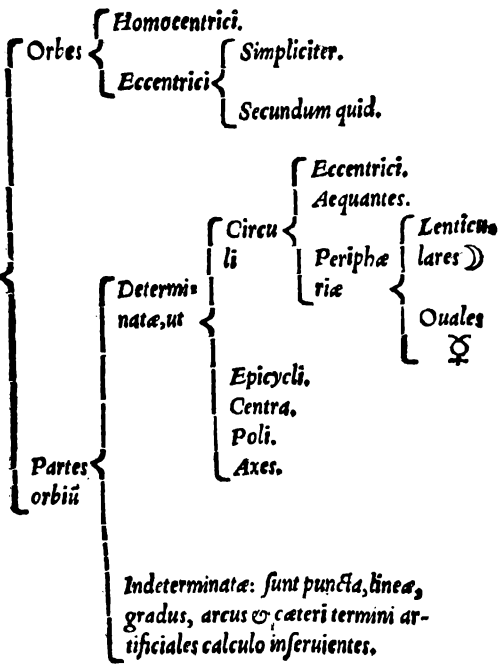 Homocentrici.
Orbes
Eccentrici
Simpliciter.
Secundum quid.
Eccentrici.
Aequantes.
Circu
li
Periphæ
riæ
Lenticu-
lares ☽
Ouales
☿
Determi-
natæ, ut
Epicycli.
Centra.
Poli.
Axes.
Partes
orbiũ
Indeterminatæ: ſunt puncta, lineæ,
gradus, arcus & cæteri termini ar-
tificiales calculo inſeruientes.